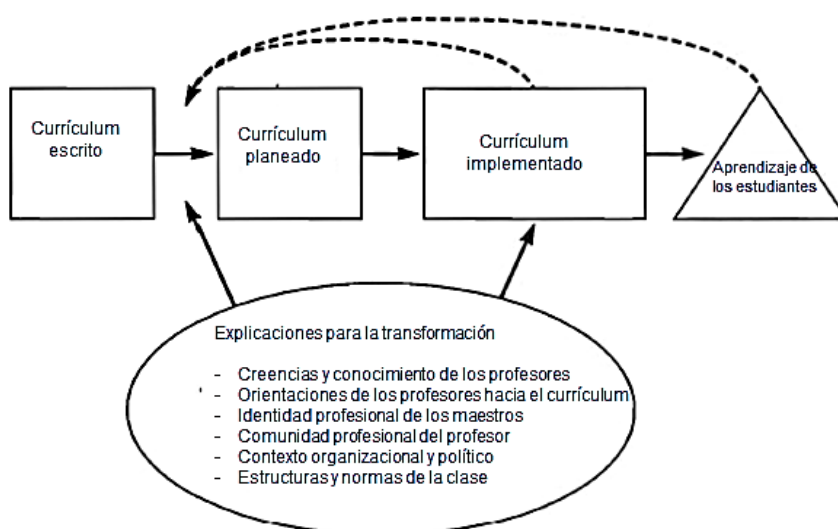 Currículum
escrito
Currículum
planeado
Currículum
implementado
Aprendizaje de
los estudiantes
Explicaciones para la transformación
- Creencias y conocimiento de los profesores
- Orientaciones de los profesores hacia el currículum
- Identidad profesional de los maestros
- Comunidad profesional del profesor
- Contexto organizacional y político
- Estructuras y normas de la clase